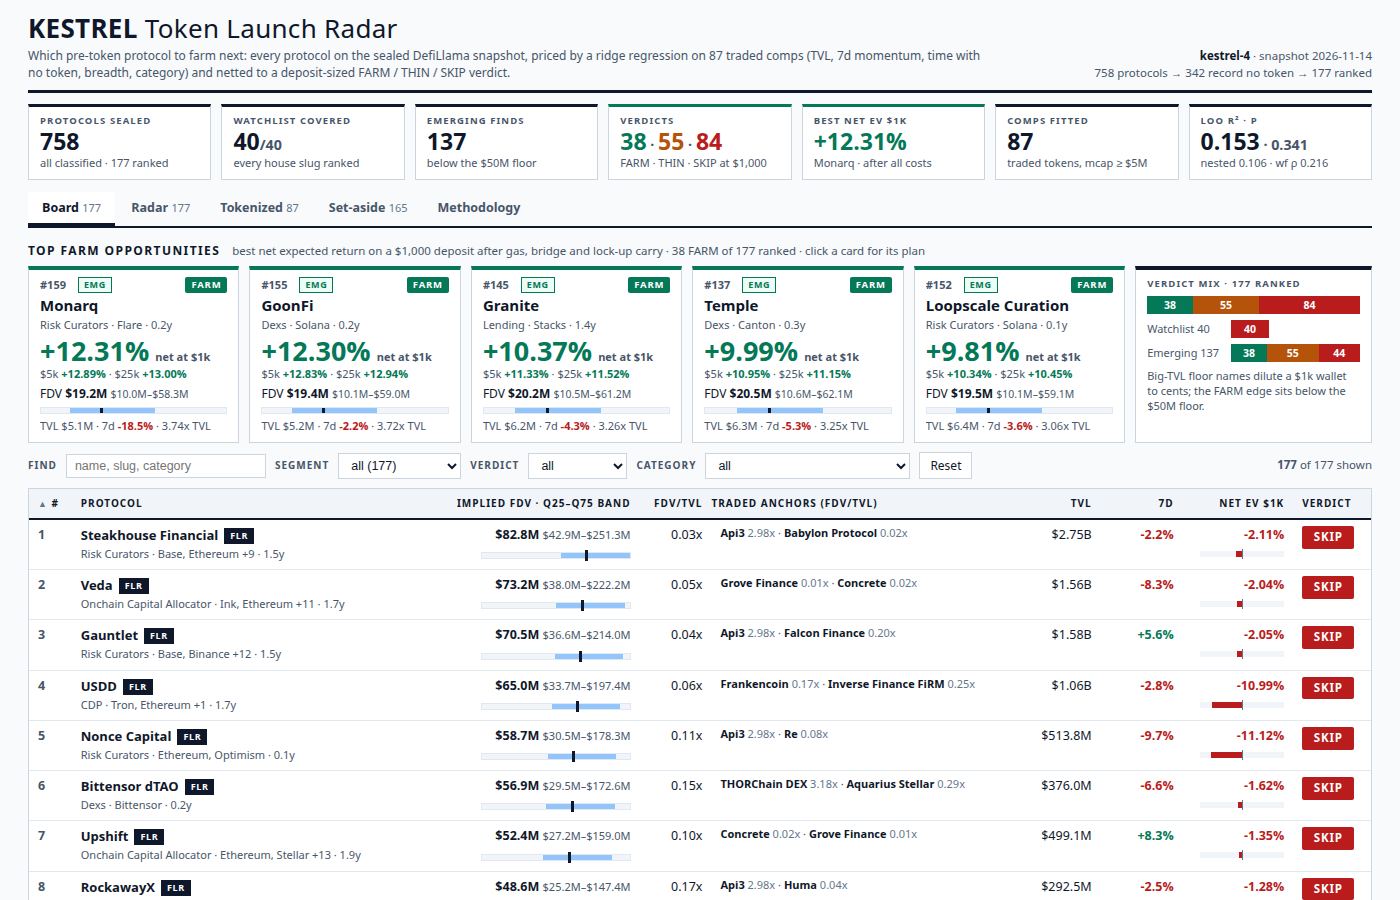 KESTREL Token Launch Radar
Which pre-token protocol to farm next: every protocol on the sealed DefiLlama snapshot, priced by a ridge regression on 87 traded comps (TVL, 7d momentum, time with
no token, breadth, category) and netted to a deposit-sized FARM / THIN / SKIP verdict.
kestrel-4 · snapshot 2026-11-14
758 protocols → 342 record no token → 177 ranked
PROTOCOLS SEALED
758
all classified · 177 ranked
WATCHLIST COVERED
40/40
every house slug ranked
EMERGING FINDS
137
below the $50M floor
VERDICTS
38 · 55 · 84
FARM · THIN · SKIP at $1,000
BEST NET EV $1K
+12.31%
Monarq · after all costs
COMPS FITTED
87
traded tokens, mcap ≥ $5M
LOO R² · P
0.153 · 0.341
nested 0.106 · wf ρ 0.216
Board 177
Radar 177
Tokenized 87
Set-aside 165
Methodology
TOP FARM OPPORTUNITIES best net expected return on a $1,000 deposit after gas, bridge and lock-up carry · 38 FARM of 177 ranked · click a card for its plan
#159 EMG FARM
Monarq
Risk Curators · Flare · 0.2y
+12.31% net at $1k
$5k +12.89% · $25k +13.00%
FDV $19.2M $10.0M–$58.3M
TVL $5.1M · 7d -18.5% · 3.74x TVL
#155 EMG FARM
GoonFi
Dexs · Solana · 0.2y
+12.30% net at $1k
$5k +12.83% · $25k +12.94%
FDV $19.4M $10.1M–$59.0M
TVL $5.2M · 7d -2.2% · 3.72x TVL
#145 EMG FARM
Granite
Lending · Stacks · 1.4y
+10.37% net at $1k
$5k +11.33% · $25k +11.52%
FDV $20.2M $10.5M–$61.2M
TVL $6.2M · 7d -4.3% · 3.26x TVL
#137 EMG FARM
Temple
Dexs · Canton · 0.3y
+9.99% net at $1k
$5k +10.95% · $25k +11.15%
FDV $20.5M $10.6M–$62.1M
TVL $6.3M · 7d -5.3% · 3.25x TVL
#152 EMG FARM
Loopscale Curation
Risk Curators · Solana · 0.1y
+9.81% net at $1k
$5k +10.34% · $25k +10.45%
FDV $19.5M $10.1M–$59.1M
TVL $6.4M · 7d -3.6% · 3.06x TVL
VERDICT MIX · 177 RANKED
38 55 84
Watchlist 40 40
Emerging 137 38 55 44
Big-TVL floor names dilute a $1k wallet
to cents; the FARM edge sits below the
$50M floor.
FIND name, slug, category SEGMENT all (177) VERDICT all CATEGORY all Reset 177 of 177 shown
▲ # PROTOCOL IMPLIED FDV · Q25–Q75 BAND FDV/TVL TRADED ANCHORS (FDV/TVL) TVL 7D NET EV $1K VERDICT
1 Steakhouse Financial FLR $82.8M $42.9M–$251.3M 0.03x Api3 2.98x · Babylon Protocol 0.02x $2.75B -2.2% -2.11% SKIP
Risk Curators · Base, Ethereum +9 · 1.5y
2 Veda FLR $73.2M $38.0M–$222.2M 0.05x Grove Finance 0.01x · Concrete 0.02x $1.56B -8.3% -2.04% SKIP
Onchain Capital Allocator · Ink, Ethereum +11 · 1.7y
3 Gauntlet FLR $70.5M $36.6M–$214.0M 0.04x Api3 2.98x · Falcon Finance 0.20x $1.58B +5.6% -2.05% SKIP
Risk Curators · Base, Binance +12 · 1.5y
4 USDD FLR $65.0M $33.7M–$197.4M 0.06x Frankencoin 0.17x · Inverse Finance FiRM 0.25x $1.06B -2.8% -10.99% SKIP
CDP · Tron, Ethereum +1 · 1.7y
5 Nonce Capital FLR $58.7M $30.5M–$178.3M 0.11x Api3 2.98x · Re 0.08x $513.8M -9.7% -11.12% SKIP
Risk Curators · Ethereum, Optimism · 0.1y
6 Bittensor dTAO FLR $56.9M $29.5M–$172.6M 0.15x THORChain DEX 3.18x · Aquarius Stellar 0.29x $376.0M -6.6% -1.62% SKIP
Dexs · Bittensor · 0.2y
7 Upshift FLR $52.4M $27.2M–$159.0M 0.10x Concrete 0.02x · Grove Finance 0.01x $499.1M +8.3% -1.35% SKIP
Onchain Capital Allocator · Ethereum, Stellar +13 · 1.9y
8 RockawayX FLR $48.6M $25.2M–$147.4M 0.17x Api3 2.98x · Huma 0.04x $292.5M -2.5% -1.28% SKIP